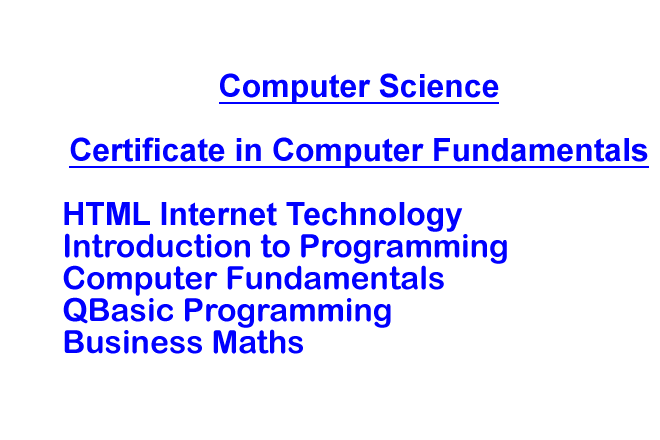 Computer Science
Certificate in Computer Fundamentals
HTML Internet Technology
Introduction to Programming
Computer Fundamentals
QBasic Programming
Business Maths